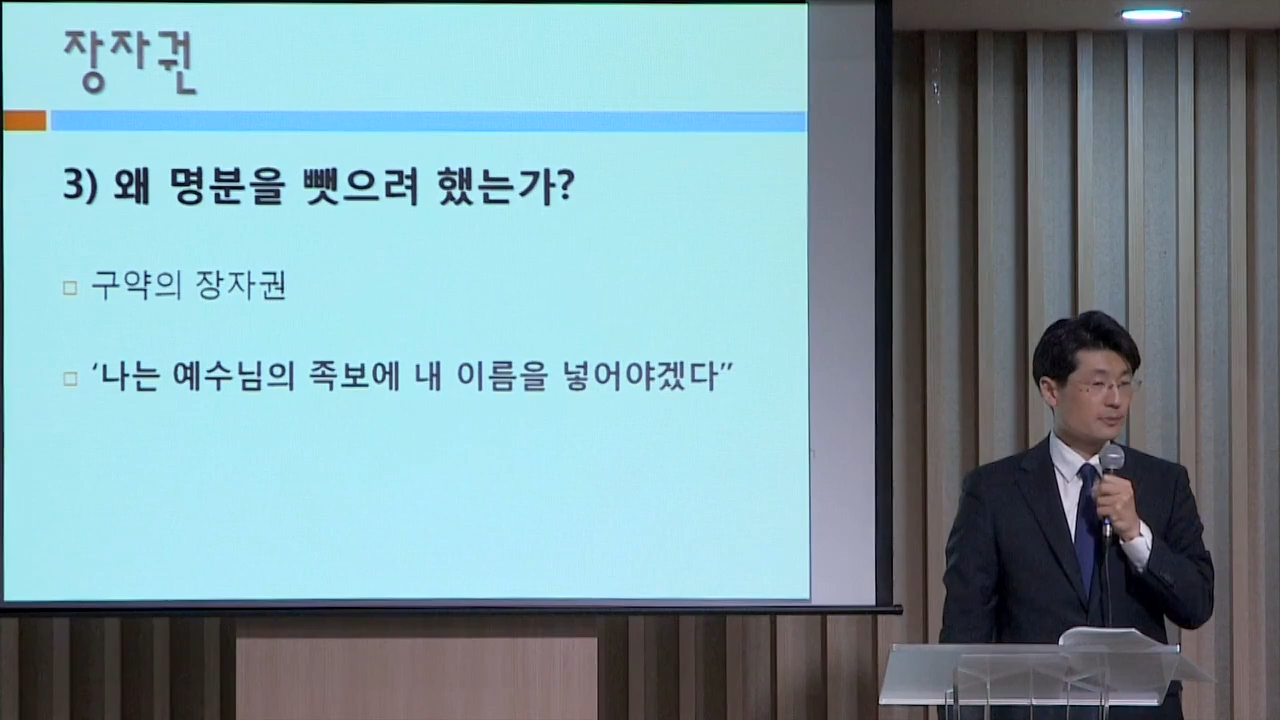 장자권
3) 왜 명분을 뺏으려 했는가?
구약의 장자권
‘나는 예수님의 족보에 내 이름을 넣어야겠다”